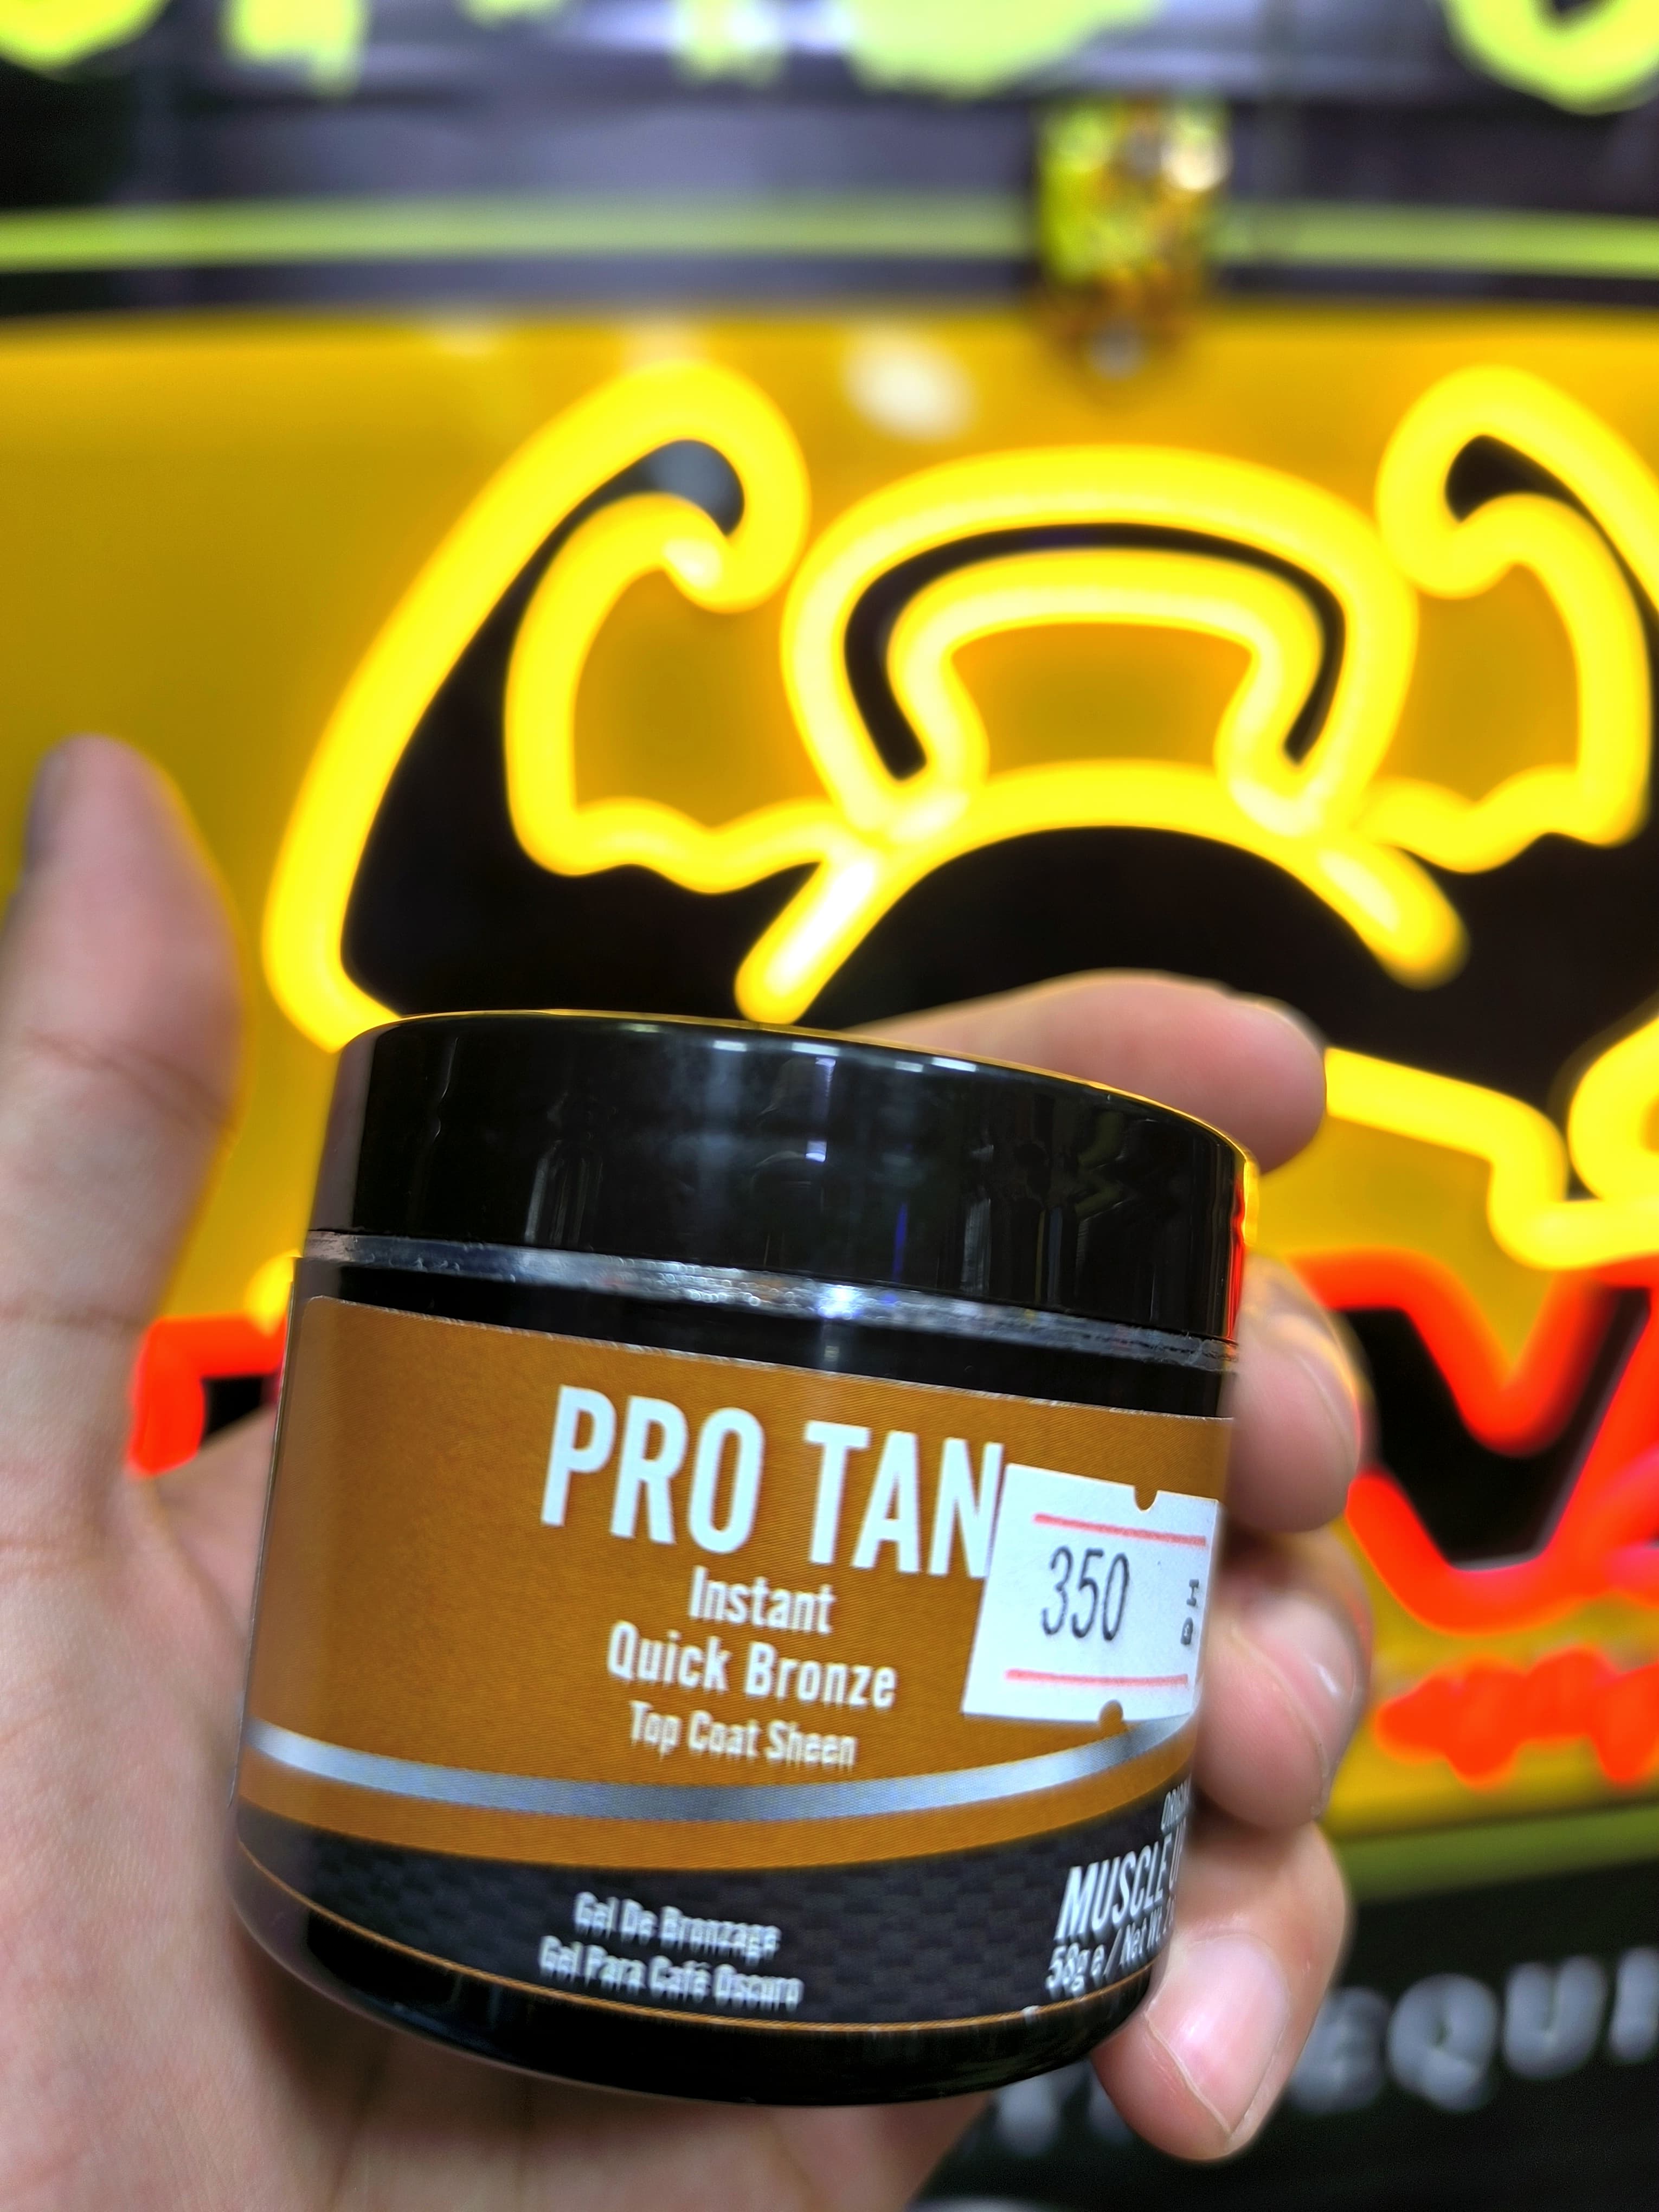 PRO TAN
Instant
Quick Bronze
Top Coat Sheen
350
MUSCLE
58g e / Net W
Gel De Bronzage
Gel Para Café Oscuro
EQUI